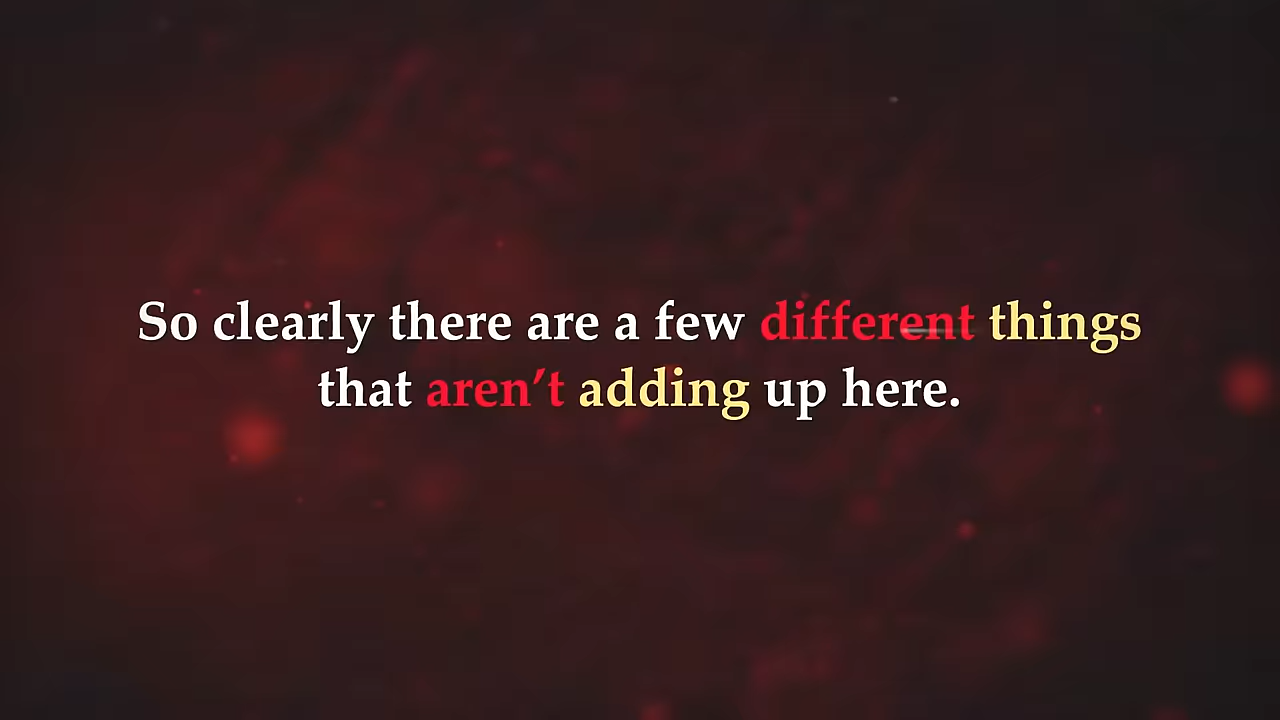 So clearly there are a few different things
that aren’t adding up here.